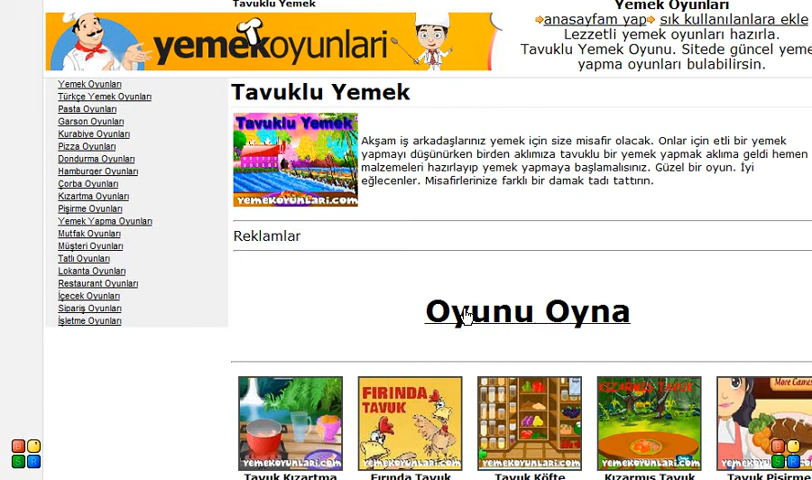 Tavuklu Yemek
Yemek Oyunları
anasayfam yap sık kullanılanlara ekle
Lezzetli yemek oyunları hazırla.
Tavuklu Yemek Oyunu. Sitede güncel yeme
yapma oyunları bulabilirsin.
yemekoyunlari
Yemek Oyunları
Türkçe Yemek Oyunları
Pasta Oyunları
Garson Oyunları
Kurabiye Oyunları
Pizza Oyunları
Dondurma Oyunları
Hamburger Oyunları
Çorba Oyunları
Kızartma Oyunları
Pişirme Oyunları
Yemek Yapma Oyunları
Mutfak Oyunları
Müşteri Oyunları
Tatlı Oyunları
Lokanta Oyunları
Restaurant Oyunları
İçecek Oyunları
Sipariş Oyunları
İşletme Oyunları
Tavuklu Yemek
Tavuklu Yemek
yemekoyunlari.com
Akşam iş arkadaşlarınız yemek için size misafir olacak. Onlar için etli bir yemek
yapmayı düşünürken birden aklımıza tavuklu bir yemek yapmak aklıma geldi hemen
malzemeleri hazırlayıp yemek yapmaya başlamalısınız. Güzel bir oyun. İyi
eğlecenler. Misafirlerinize farklı bir damak tadı tattırın.
Reklamlar
Oyunu Oyna
yemekoyunlari.com
FIRINDA
TAVUK
yemekoyunlari.com
yemekoyunlari.com
KIZARMIŞ TAVUK
yemekoyunlari.com
More Games
Tavuk Kızartma
Fırında Tavuk
Tavuk Köfte
Kızarmış Tavuk
Tavuk Pişirme